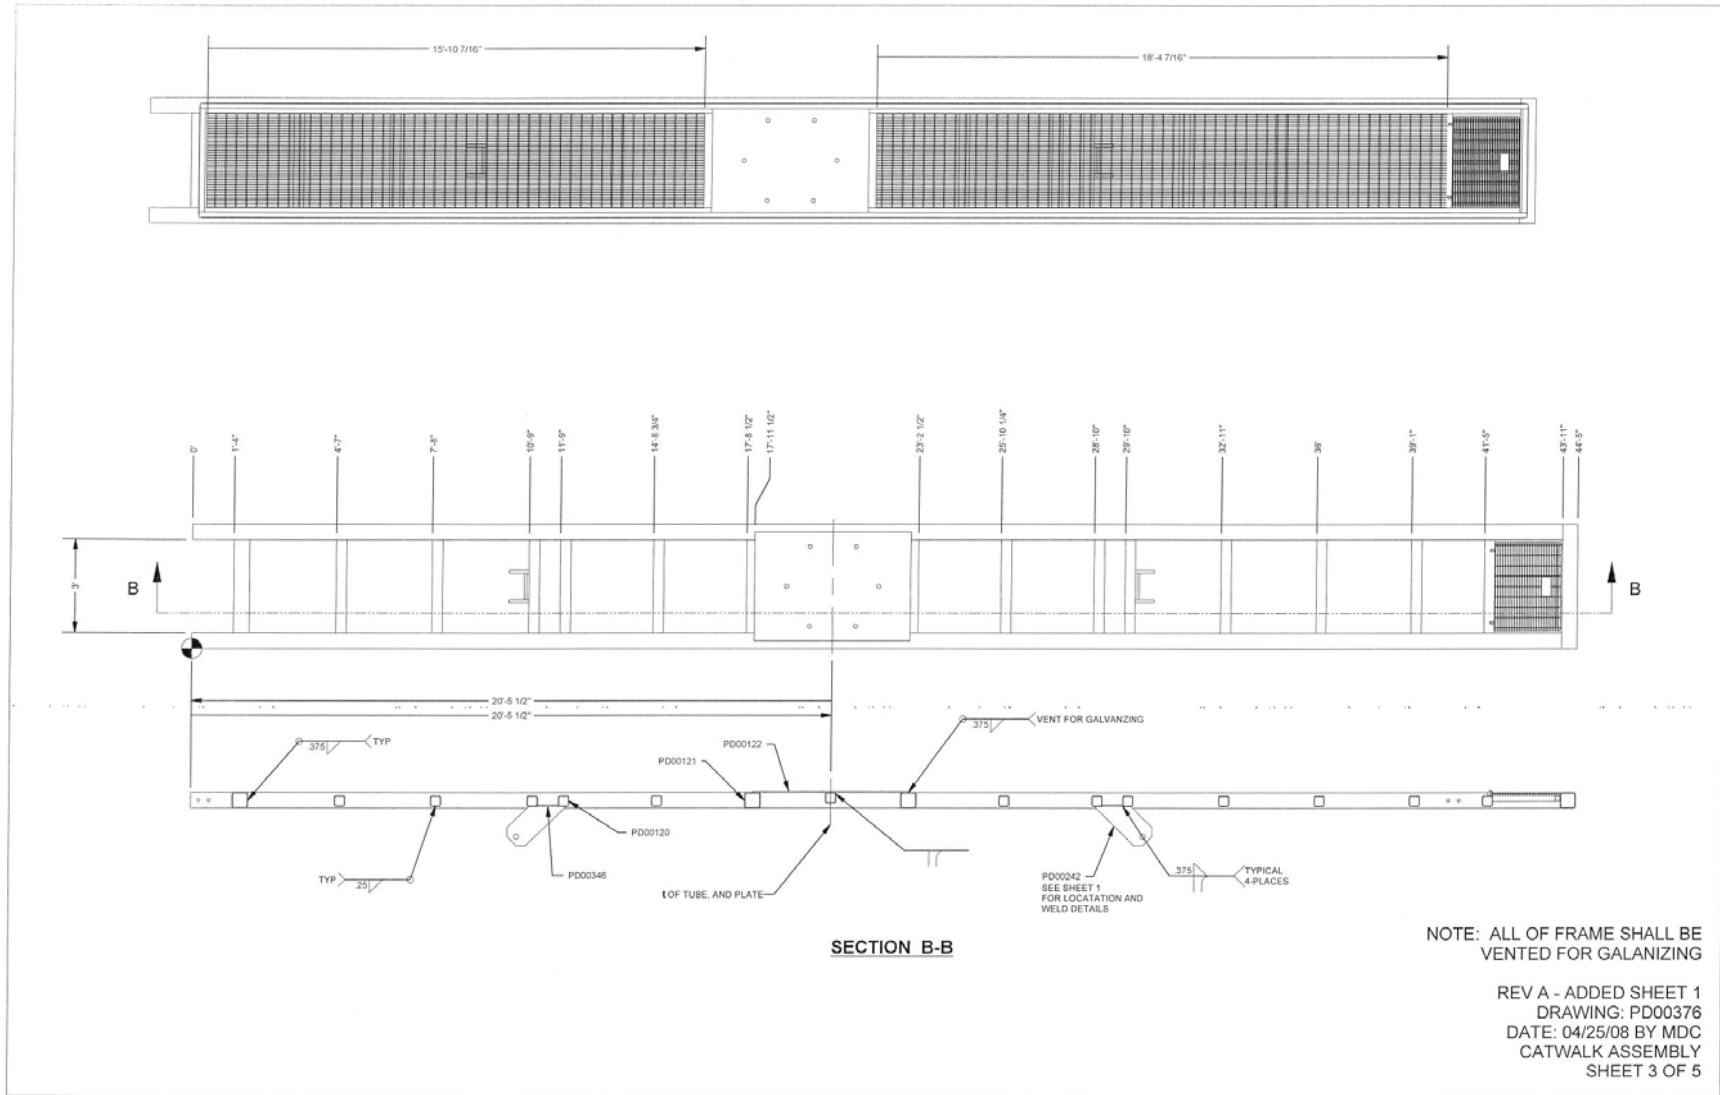 15'-10 7/16"
18'-4 7/16"
0'
1'-4"
4'-7"
7'-8"
10'-9"
11'-9"
14'-8 3/4"
17'-8 1/2"
17'-11 1/2"
23'-2 1/2"
25'-10 1/4"
28'-10"
29'-10"
32'-11"
36'
39'-1"
41'-5"
43'-11"
44'-5"
3'
B
B
20'-5 1/2"
20'-5 1/2"
.375
TYP
PD00122
PD00121
.375
VENT FOR GALVANZING
PD00120
PD00346
TYP
.25
℄ OF TUBE, AND PLATE
PD00242
SEE SHEET 1
FOR LOCATATION AND
WELD DETAILS
.375
TYPICAL
4-PLACES
SECTION B-B
NOTE: ALL OF FRAME SHALL BE
VENTED FOR GALANIZING
REV A - ADDED SHEET 1
DRAWING: PD00376
DATE: 04/25/08 BY MDC
CATWALK ASSEMBLY
SHEET 3 OF 5